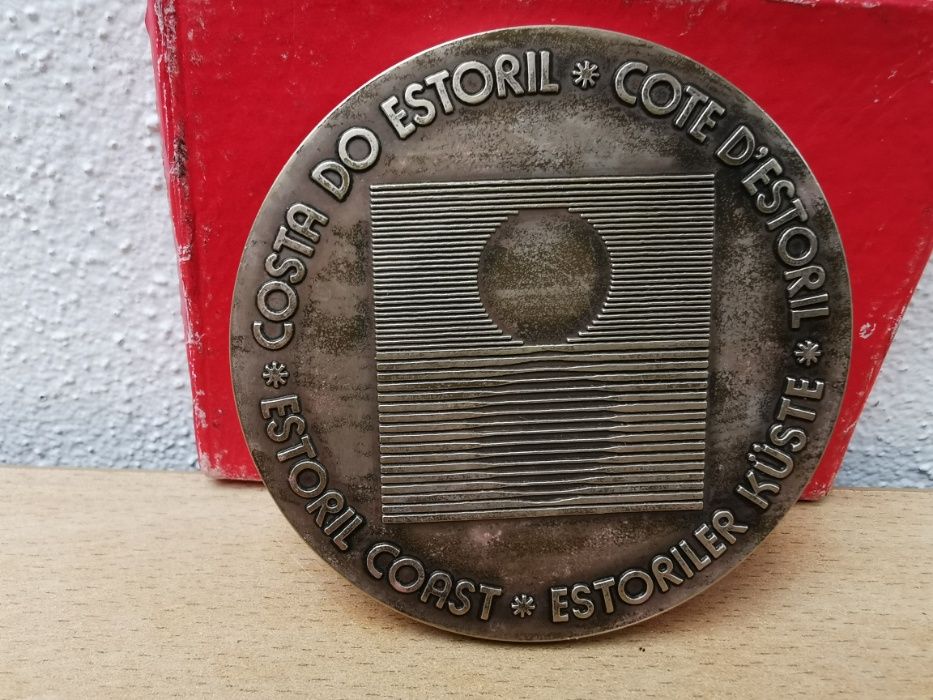 COSTA DO ESTORIL
COTE D'ESTORIL
ESTORILER KÜSTE
ESTORIL COAST